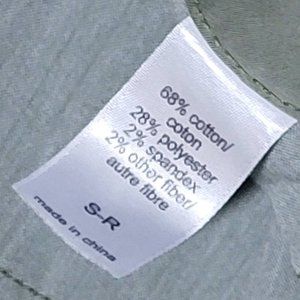 68% cotton/
coton
28% polyester
2% spandex
2% other fiber/
autre fibre
S-R
made in china